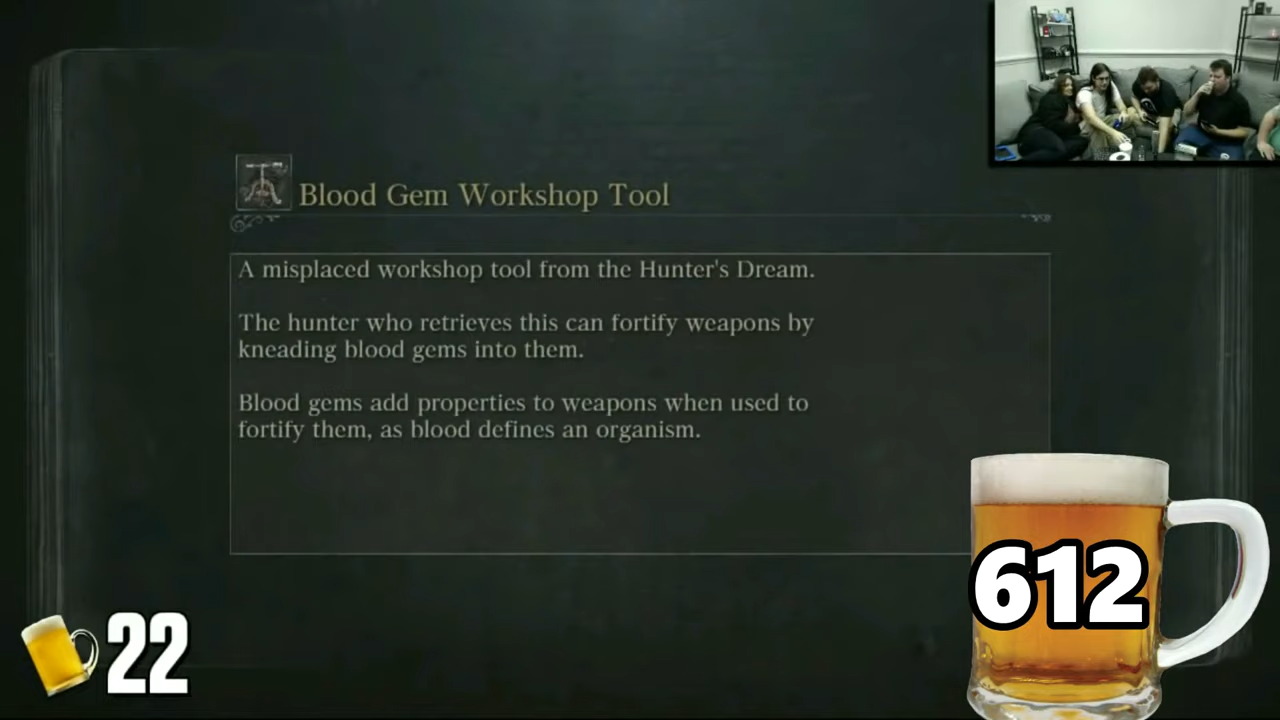 Blood Gem Workshop Tool
A misplaced workshop tool from the Hunter's Dream.
The hunter who retrieves this can fortify weapons by
kneading blood gems into them.
Blood gems add properties to weapons when used to
fortify them, as blood defines an organism.
612
22